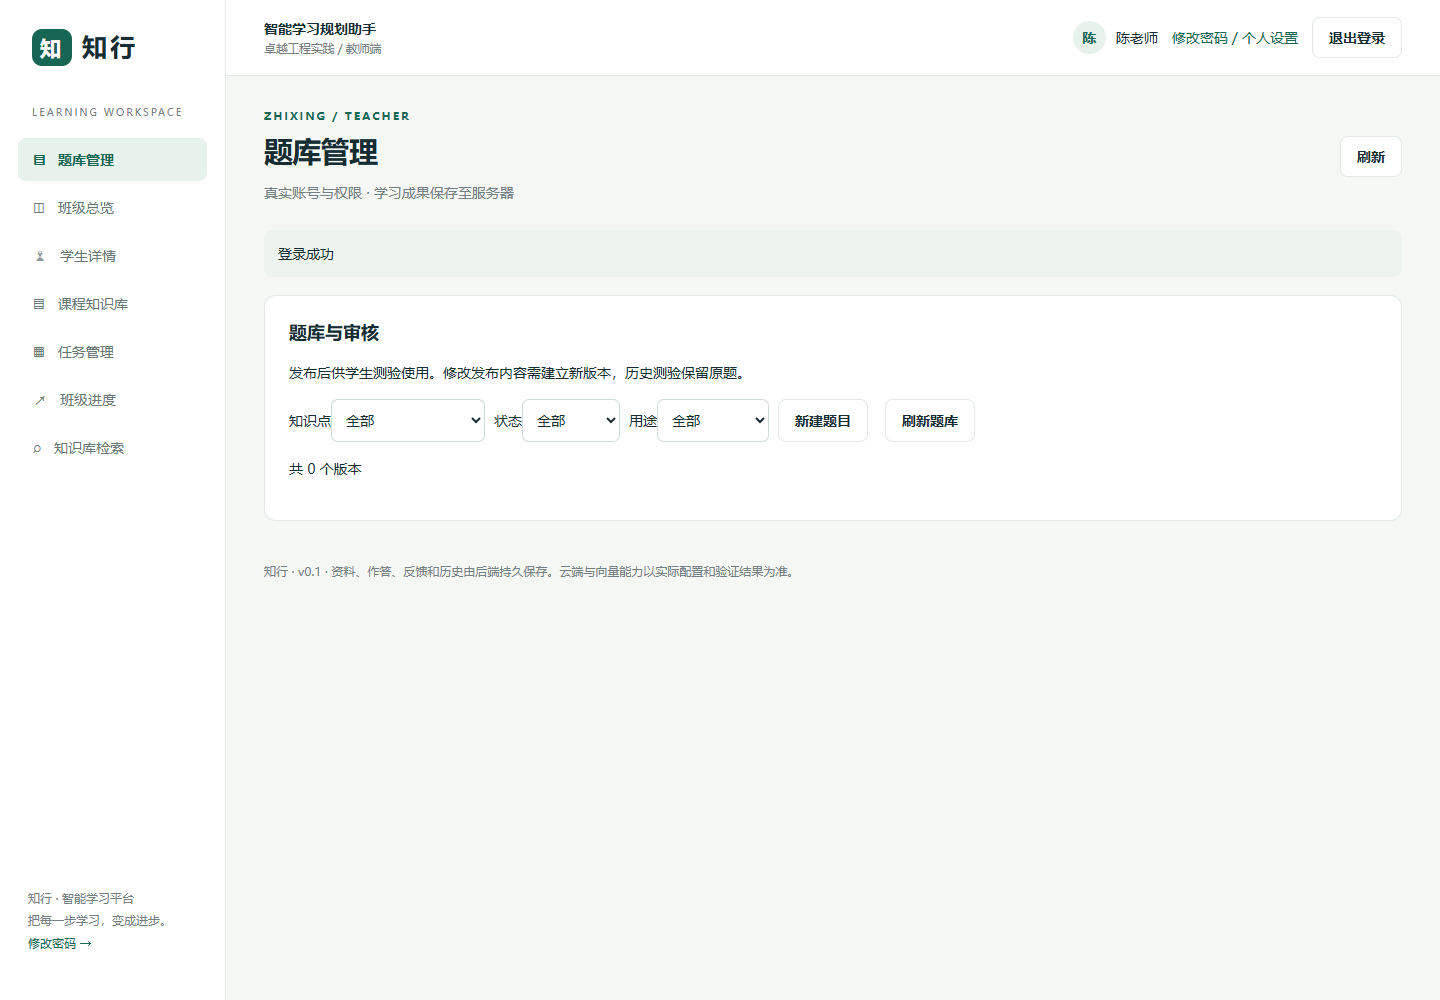 知 知行
LEARNING WORKSPACE
题库管理
班级总览
学生详情
课程知识库
任务管理
班级进度
知识库检索
知行 · 智能学习平台
把每一步学习，变成进步。
修改密码 →
智能学习规划助手
卓越工程实践 / 教师端
陈 陈老师 修改密码 / 个人设置 退出登录
ZHIXING / TEACHER
题库管理
刷新
真实账号与权限 · 学习成果保存至服务器
登录成功
题库与审核
发布后供学生测验使用。修改发布内容需建立新版本，历史测验保留原题。
知识点 全部 状态 全部 用途 全部 新建题目 刷新题库
共 0 个版本
知行 · v0.1 · 资料、作答、反馈和历史由后端持久保存。云端与向量能力以实际配置和验证结果为准。